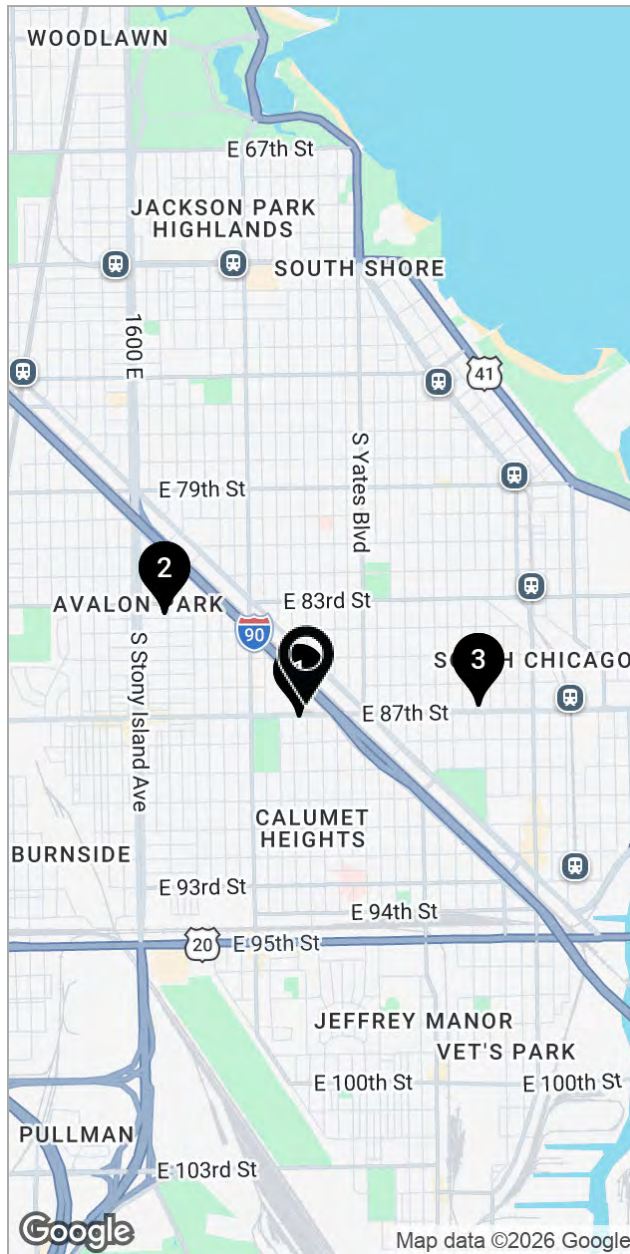 WOODLAWN
E 67th St
JACKSON PARK
HIGHLANDS
SOUTH SHORE
1600 E
41
S Yates Blvd
E 79th St
2
AVALON PARK
E 83rd St
90
S Stony Island Ave
3
CHICAGO
E 87th St
CALUMET
HEIGHTS
BURNSIDE
E 93rd St
E 94th St
20
E 95th St
JEFFREY MANOR
VET'S PARK
E 100th St
E 100th St
PULLMAN
E 103rd St
Google
Map data ©2026 Google